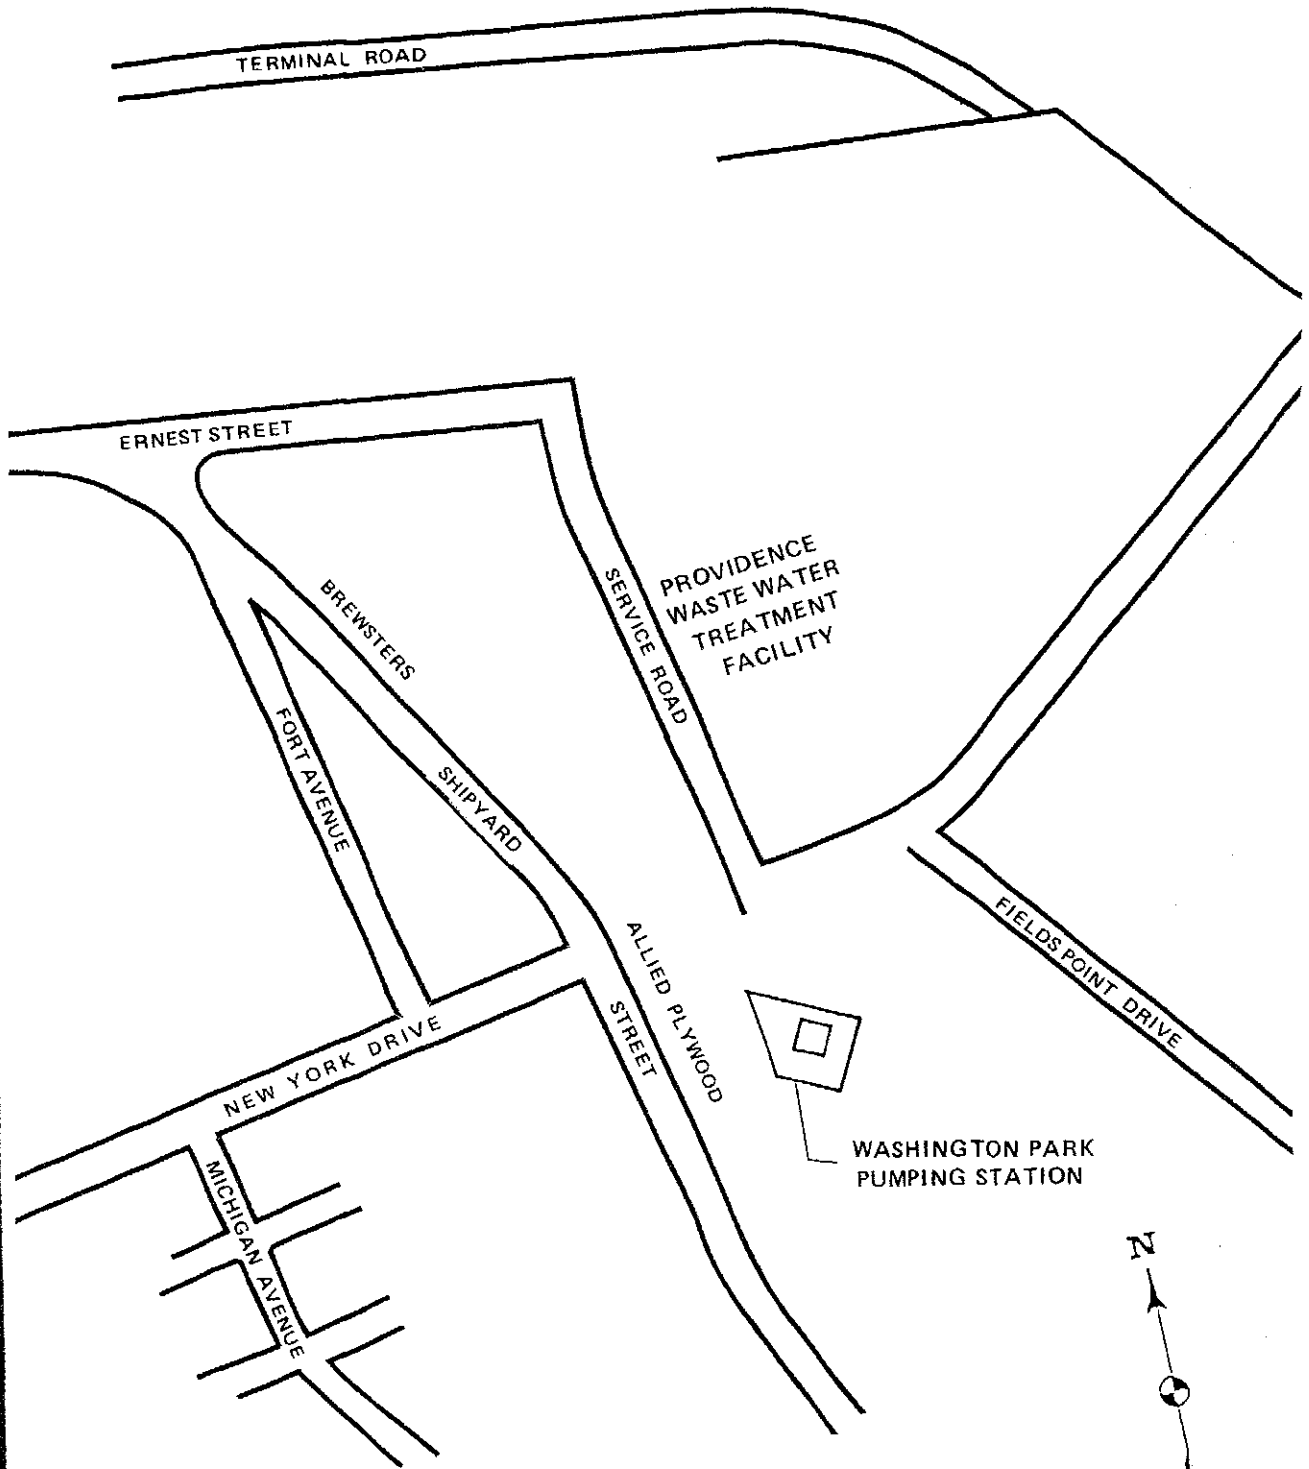 TERMINAL ROAD
ERNEST STREET
BREWSTERS
SHIPYARD
STREET
PROVIDENCE
WASTE WATER
TREATMENT
FACILITY
SERVICE ROAD
FORT AVENUE
ALLIED PLYWOOD
FIELDS POINT DRIVE
NEW YORK DRIVE
WASHINGTON PARK
PUMPING STATION
MICHIGAN AVENUE
N